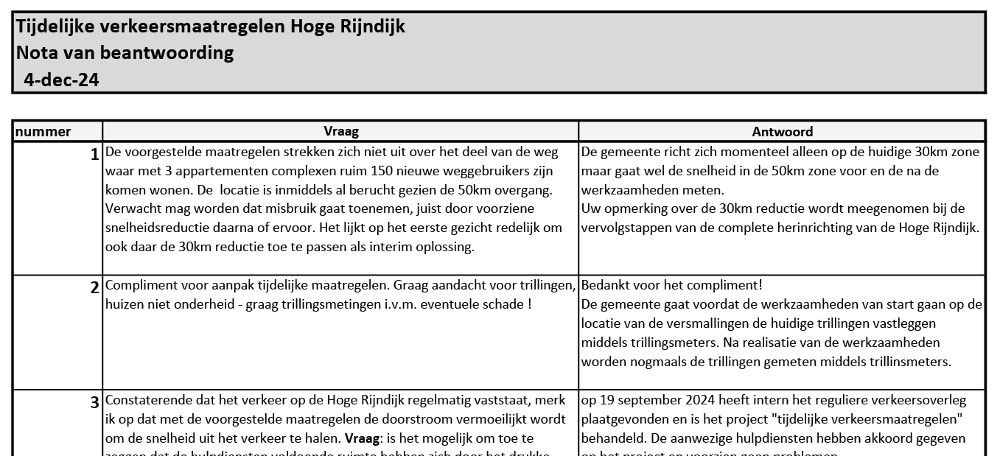 Tijdelijke verkeersmaatregelen Hoge Rijndijk
Nota van beantwoording
4-dec-24
nummer
Vraag
Antwoord
1
De voorgestelde maatregelen strekken zich niet uit over het deel van de weg
waar met 3 appartementen complexen ruim 150 nieuwe weggebruikers zijn
komen wonen. De  locatie is inmiddels al berucht gezien de 50km overgang.
Verwacht mag worden dat misbruik gaat toenemen, juist door voorziene
snelheidsreductie daarna of ervoor. Het lijkt op het eerste gezicht redelijk om
ook daar de 30km reductie toe te passen als interim oplossing.
De gemeente richt zich momenteel alleen op de huidige 30km zone
maar gaat wel de snelheid in de 50km zone voor en de na de
werkzaamheden meten.
Uw opmerking over de 30km reductie wordt meegenomen bij de
vervolgstappen van de complete herinrichting van de Hoge Rijndijk.
2
Compliment voor aanpak tijdelijke maatregelen. Graag aandacht voor trillingen,
huizen niet onderheid - graag trillingsmetingen i.v.m. eventuele schade !
Bedankt voor het compliment!
De gemeente gaat voordat de werkzaamheden van start gaan op de
locatie van de versmallingen de huidige trillingen vastleggen
middels trillingsmeters. Na realisatie van de werkzaamheden
worden nogmaals de trillingen gemeten middels trillinsmeters.
3
Constaterende dat het verkeer op de Hoge Rijndijk regelmatig vaststaat, merk
ik op dat met de voorgestelde maatregelen de doorstroom vermoeilijkt wordt
om de snelheid uit het verkeer te halen. Vraag: is het mogelijk om toe te
zeggen dat de hulpdiensten voldoende ruimte hebben zich door het drukke
op 19 september 2024 heeft intern het reguliere verkeersoverleg
plaatgevonden en is het project "tijdelijke verkeersmaatregelen"
behandeld. De aanwezige hulpdiensten hebben akkoord gegeven
op het project en voorzien geen problemen.